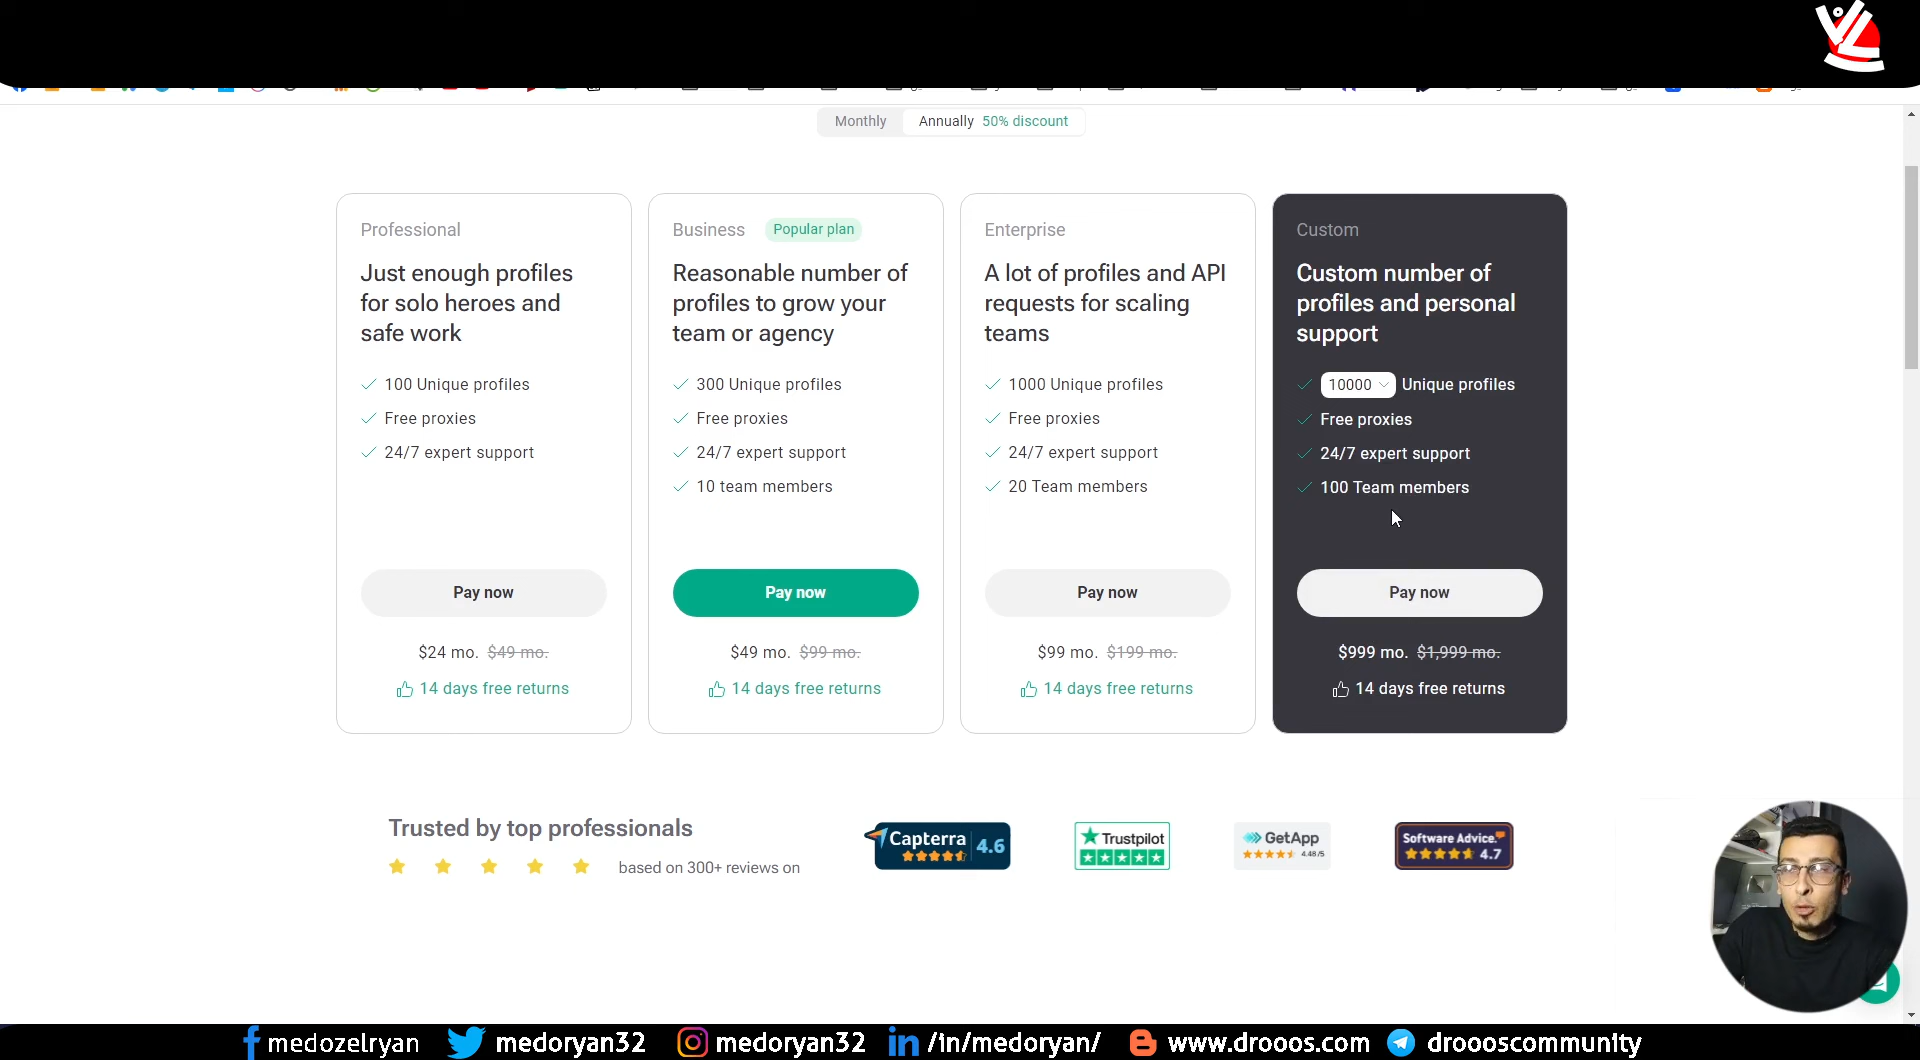 Monthly Annually 50% discount
Professional
Just enough profiles
for solo heroes and
safe work
100 Unique profiles
Free proxies
24/7 expert support
Pay now
$24 mo. $49 mo.
14 days free returns
Business Popular plan
Reasonable number of
profiles to grow your
team or agency
300 Unique profiles
Free proxies
24/7 expert support
10 team members
Pay now
$49 mo. $99 mo.
14 days free returns
Enterprise
A lot of profiles and API
requests for scaling
teams
1000 Unique profiles
Free proxies
24/7 expert support
20 Team members
Pay now
$99 mo. $199 mo.
14 days free returns
Custom
Custom number of
profiles and personal
support
10000 Unique profiles
Free proxies
24/7 expert support
100 Team members
Pay now
$999 mo. $1,999 mo.
14 days free returns
Trusted by top professionals
based on 300+ reviews on
Capterra 4.6
Trustpilot
GetApp
4.48/5
Software Advice.
4.7
medozelryan medoryan32 medoryan32 /in/medoryan/ www.drooos.com droooscommunity